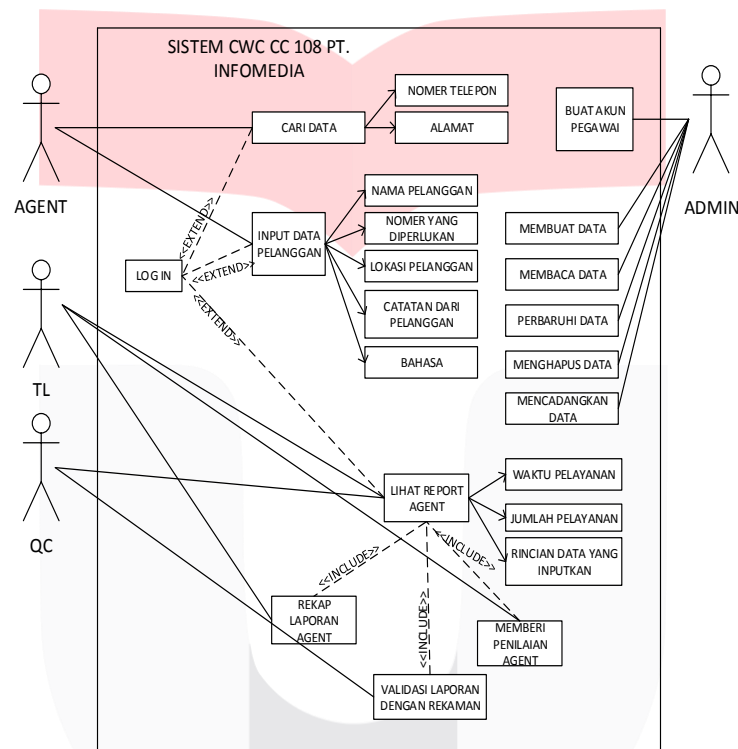 SISTEM CWC CC 108 PT.
INFOMEDIA
AGENT
CARI DATA
NOMER TELEPON
ALAMAT
BUAT AKUN
PEGAWAI
ADMIN
<<EXTEND>>
LOGIN
<<EXTEND>>
<<EXTEND>>
INPUT DATA
PELANGGAN
NAMA PELANGGAN
NOMER YANG
DIPERLUKAN
LOKASI PELANGGAN
CATATAN DARI
PELANGGAN
BAHASA
MEMBUAT DATA
MEMBACA DATA
PERBARUHI DATA
MENGHAPUS DATA
MENCADANGKAN
DATA
TL
QC
LIHAT REPORT
AGENT
WAKTU PELAYANAN
JUMLAH PELAYANAN
RINCIAN DATA YANG
INPUTKAN
<<INCLUDE>>
<<INCLUDE>>
<<INCLUDE>>
REKAP
LAPORAN
AGENT
MEMBERI
PENILAIAN
AGENT
VALIDASI LAPORAN
DENGAN REKAMAN